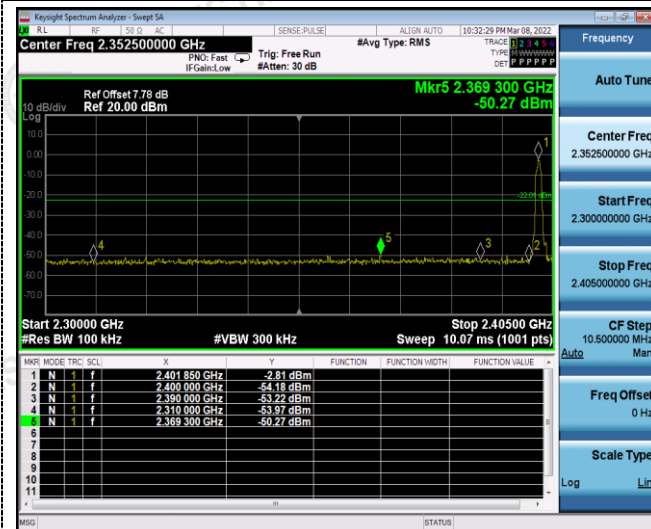 Keysight Spectrum Analyzer - Swept SA
RL RF 50 Ω AC SENSE:PULSE ALIGN AUTO 10:32:29 PM Mar 08, 2022
Center Freq 2.352500000 GHz
PNO: Fast
IFGain:Low
Trig: Free Run
#Atten: 30 dB
#Avg Type: RMS
TRACE 1 2 3 4 5 6
TYPE M WWWWW
DET P P P P P P
Ref Offset 7.78 dB
10 dB/div Ref 20.00 dBm
Log
Mkr5 2.369 300 GHz
-50.27 dBm
10.0
0.00
-10.0
-20.0
-30.0
-40.0
-50.0
-60.0
-70.0
-22.01 dBm
1
2
3
4
5
Start 2.30000 GHz Stop 2.40500 GHz
#Res BW 100 kHz #VBW 300 kHz Sweep 10.07 ms (1001 pts)
MKR MODE TRC SCL X Y FUNCTION FUNCTION WIDTH FUNCTION VALUE
1 N 1 f 2.401 850 GHz -2.81 dBm
2 N 1 f 2.400 000 GHz -54.18 dBm
3 N 1 f 2.390 000 GHz -53.22 dBm
4 N 1 f 2.310 000 GHz -53.97 dBm
5 N 1 f 2.369 300 GHz -50.27 dBm
6
7
8
9
10
11
MSG STATUS
Frequency
Auto Tune
Center Freq
2.352500000 GHz
Start Freq
2.300000000 GHz
Stop Freq
2.405000000 GHz
CF Step
10.500000 MHz
Auto Man
Freq Offset
0 Hz
Scale Type
Log Lin